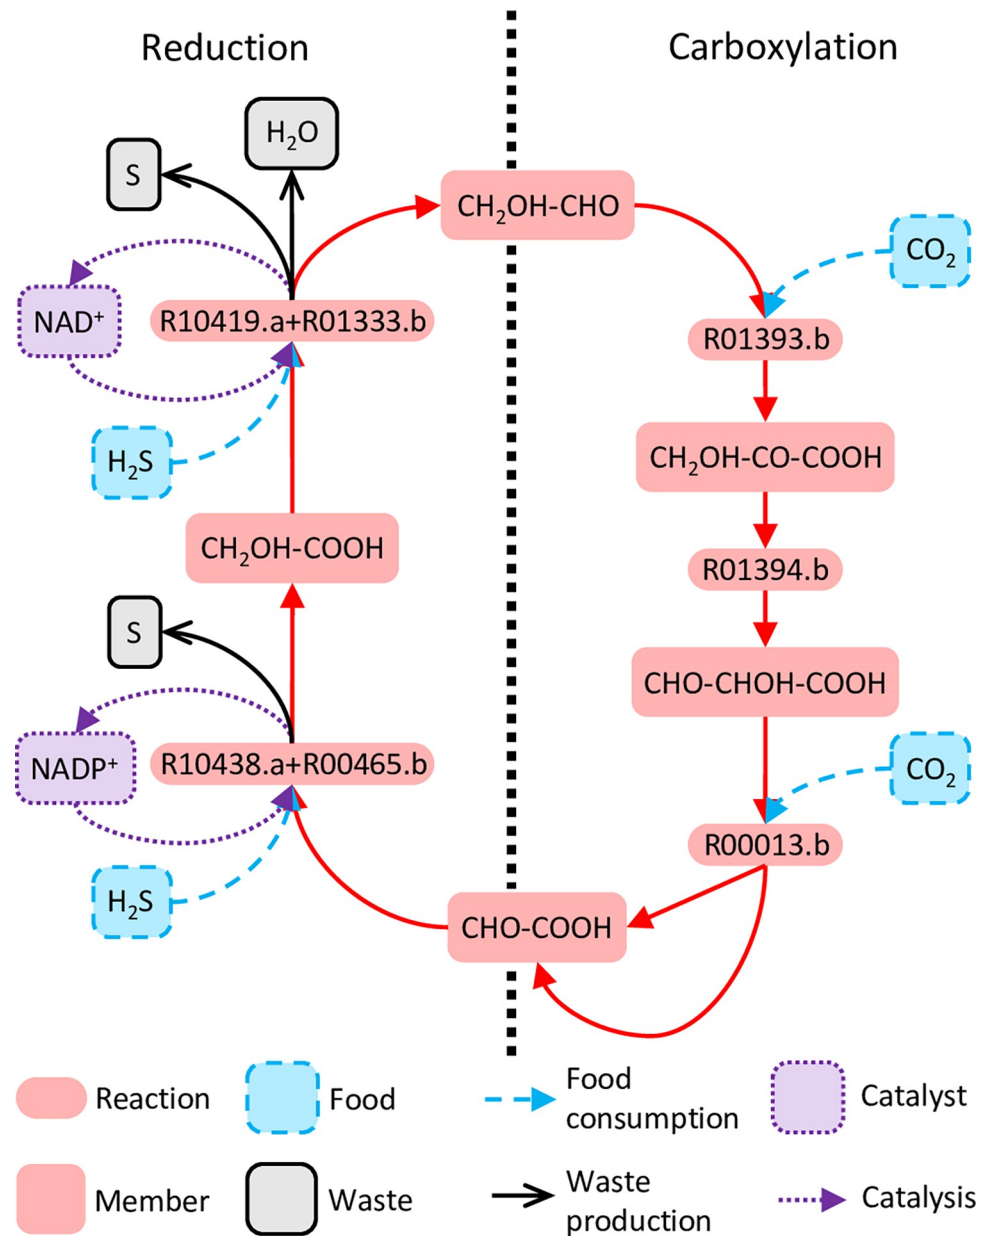 Reduction
Carboxylation
H₂O
S
CH₂OH-CHO
CO₂
NAD⁺
R10419.a+R01333.b
R01393.b
H₂S
CH₂OH-CO-COOH
CH₂OH-COOH
R01394.b
S
CHO-CHOH-COOH
NADP⁺
R10438.a+R00465.b
CO₂
R00013.b
H₂S
CHO-COOH
Reaction
Food
Food
consumption
Catalyst
Member
Waste
Waste
production
Catalysis